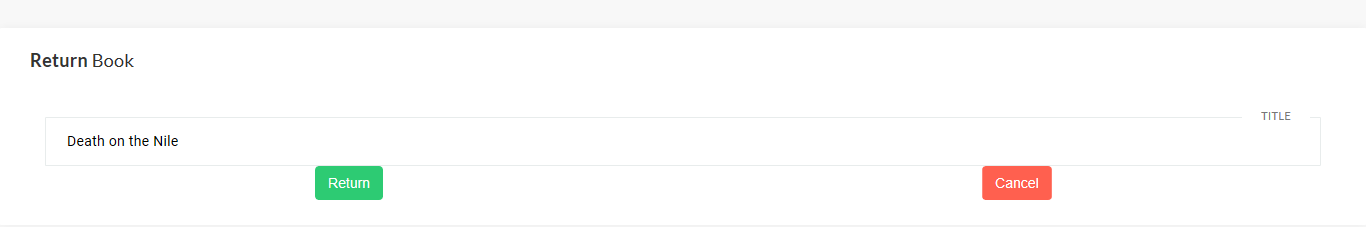 Return Book
TITLE
Death on the Nile
Return
Cancel